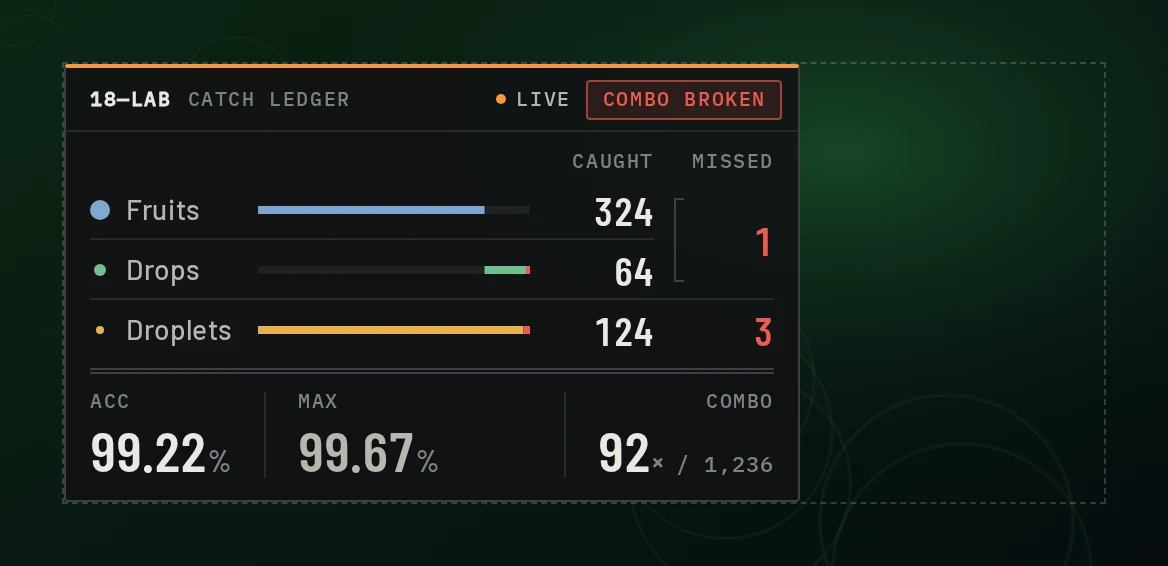 18—LAB CATCH LEDGER LIVE COMBO BROKEN
CAUGHT MISSED
Fruits 324
1
Drops 64
Droplets 124 3
ACC MAX COMBO
99.22% 99.67% 92× / 1,236